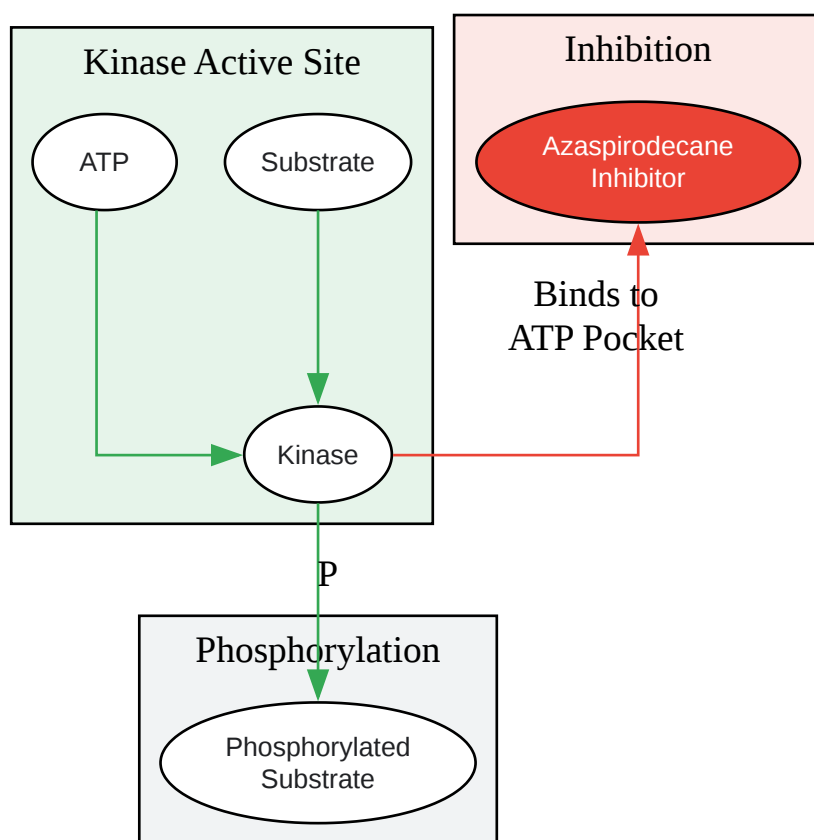 Kinase Active Site
Inhibition
ATP
Substrate
Azaspirodecane
Inhibitor
Binds to
ATP Pocket
Kinase
P
Phosphorylation
Phosphorylated
Substrate